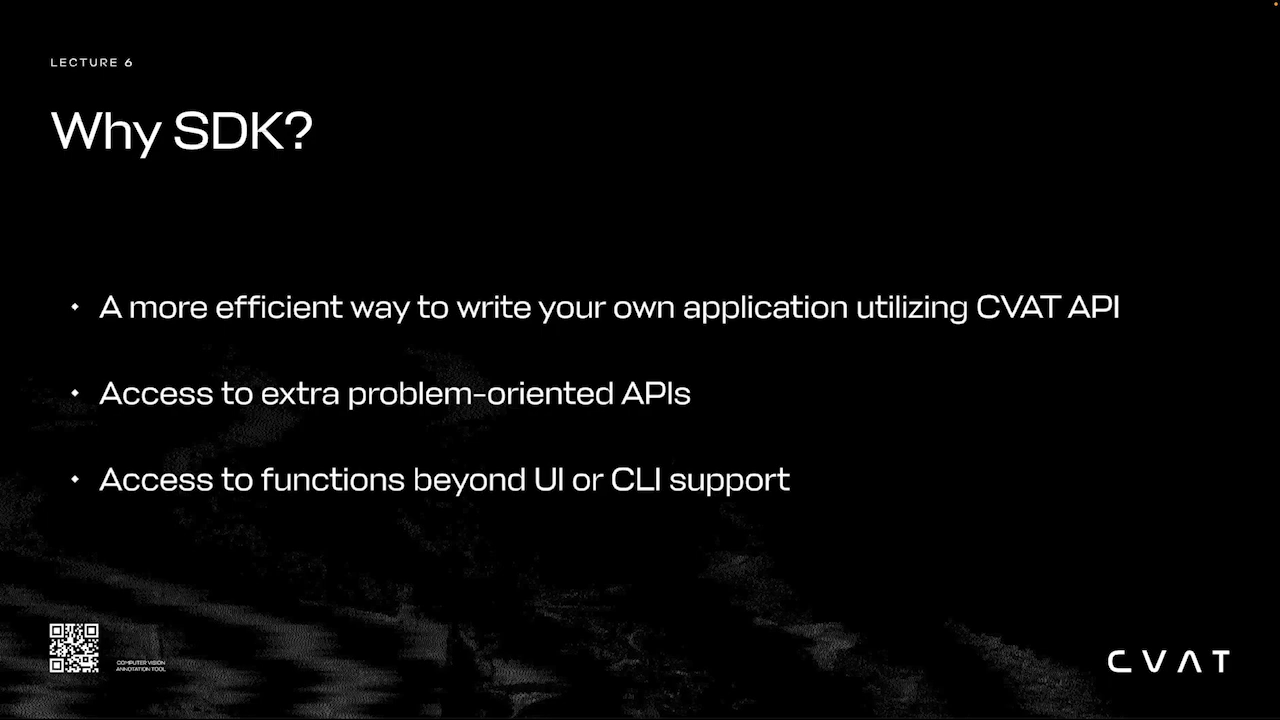 LECTURE 6
Why SDK?
A more efficient way to write your own application utilizing CVAT API
Access to extra problem-oriented APIs
Access to functions beyond UI or CLI support
COMPUTER VISION
ANNOTATION TOOL
CVAT